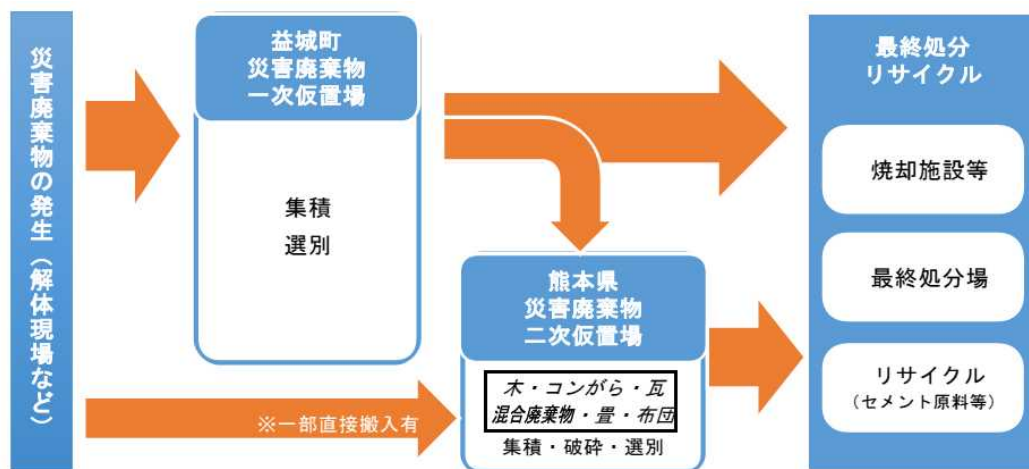 災害廃棄物の発生（解体現場など）
益城町
災害廃棄物
一次仮置場
集積
選別
※一部直接搬入有
熊本県
災害廃棄物
二次仮置場
木・コンがら・瓦
混合廃棄物・畳・布団
集積・破砕・選別
最終処分
リサイクル
焼却施設等
最終処分場
リサイクル
（セメント原料等）